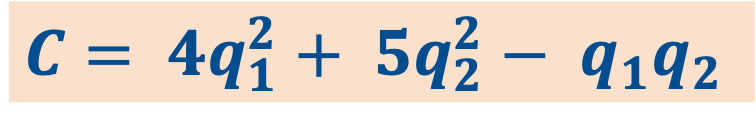 C = 4q₁² + 5q₂² − q₁q₂